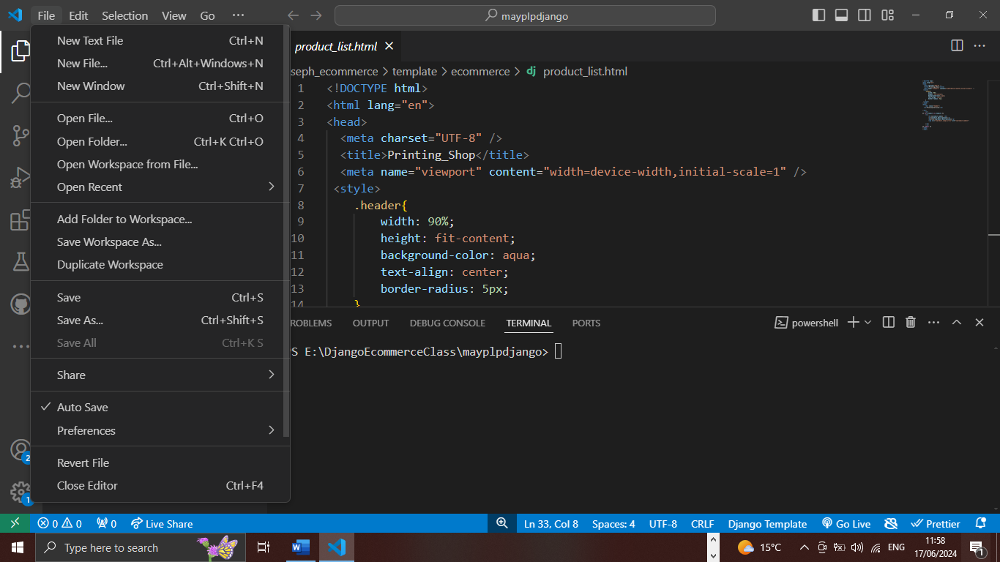 File Edit Selection View Go ···
mayplpdjango
New Text File Ctrl+N
New File... Ctrl+Alt+Windows+N
New Window Ctrl+Shift+N
Open File... Ctrl+O
Open Folder... Ctrl+K Ctrl+O
Open Workspace from File...
Open Recent
Add Folder to Workspace...
Save Workspace As...
Duplicate Workspace
Save Ctrl+S
Save As... Ctrl+Shift+S
Save All Ctrl+K S
Share
Auto Save
Preferences
Revert File
Close Editor Ctrl+F4
2
1
product_list.html
seph_ecommerce > template > ecommerce > dj product_list.html
1 <!DOCTYPE html>
2 <html lang="en">
3 <head>
4 <meta charset="UTF-8" />
5 <title>Printing_Shop</title>
6 <meta name="viewport" content="width=device-width,initial-scale=1" />
7 <style>
8 .header{
9 width: 90%;
10 height: fit-content;
11 background-color: aqua;
12 text-align: center;
13 border-radius: 5px;
14 }
ROBLEMS OUTPUT DEBUG CONSOLE TERMINAL PORTS powershell
PS E:\DjangoEcommerceClass\mayplpdjango>
0 0 0 Live Share Ln 33, Col 8 Spaces: 4 UTF-8 CRLF Django Template Go Live Prettier
Type here to search 15°C ENG 11:58
17/06/2024
1